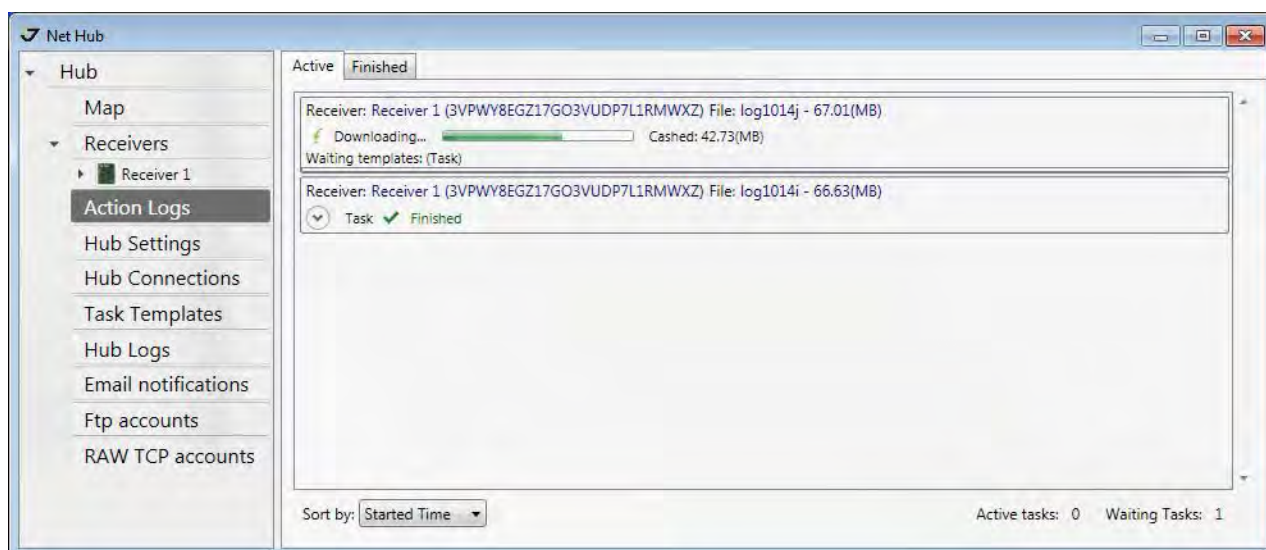 Net Hub
Hub
Map
Receivers
Receiver 1
Action Logs
Hub Settings
Hub Connections
Task Templates
Hub Logs
Email notifications
Ftp accounts
RAW TCP accounts
Active Finished
Receiver: Receiver 1 (3VPWY8EGZ17GO3VUDP7L1RMWXZ) File: log1014j - 67.01(MB)
Downloading... Cashed: 42.73(MB)
Waiting templates: (Task)
Receiver: Receiver 1 (3VPWY8EGZ17GO3VUDP7L1RMWXZ) File: log1014i - 66.63(MB)
Task Finished
Sort by: Started Time Active tasks: 0 Waiting Tasks: 1